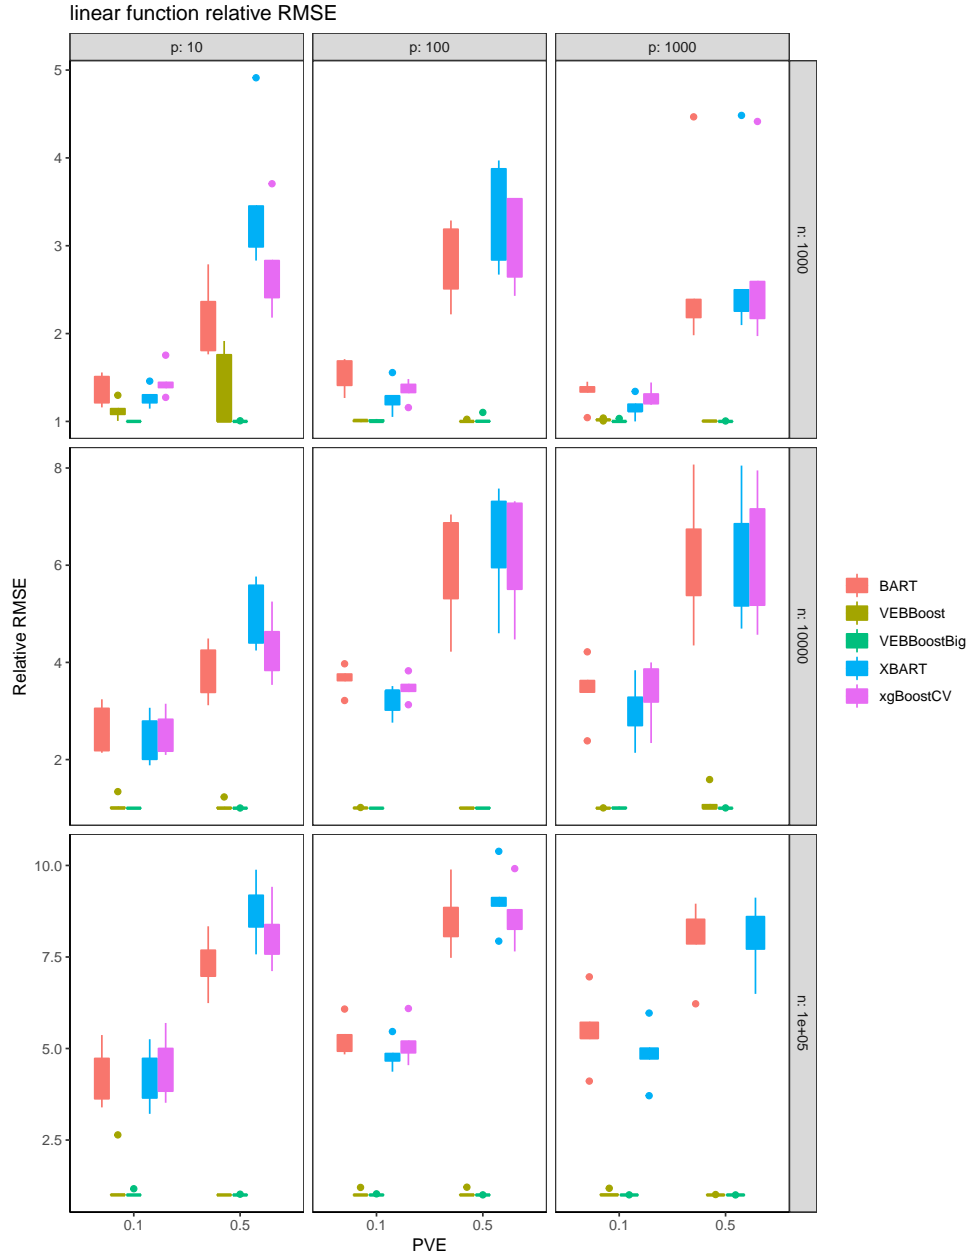 linear function relative RMSE
p: 10
p: 100
p: 1000
5
4
3
2
1
n: 1000
8
6
4
2
n: 10000
10.0
7.5
5.0
2.5
n: 1e+05
0.1
0.5
0.1
0.5
0.1
0.5
PVE
Relative RMSE
BART
VEBBoost
VEBBoostBig
XBART
xgBoostCV